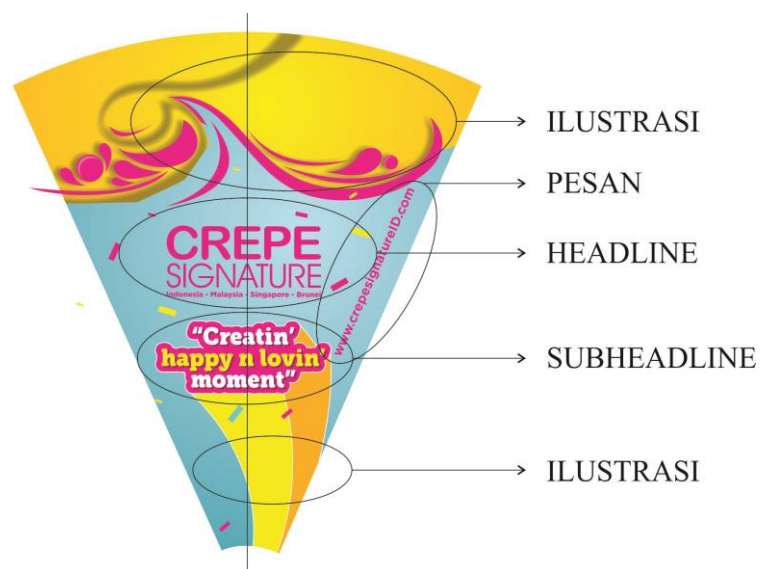 ILUSTRASI
PESAN
CREPE
SIGNATURE
Indonesia - Malaysia - Singapore - Brunei
HEADLINE
www.crepesignatureID.com
"Creatin'
happy n lovin'
moment"
SUBHEADLINE
ILUSTRASI